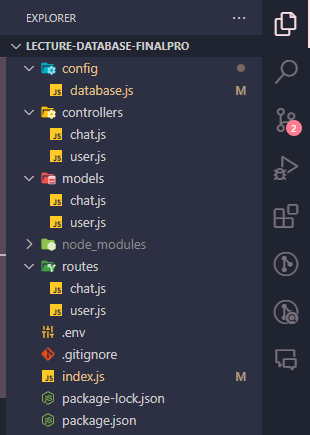 EXPLORER
LECTURE-DATABASE-FINALPRO
config
JS database.js M
controllers
JS chat.js
JS user.js
models
JS chat.js
JS user.js
node_modules
routes
JS chat.js
JS user.js
.env
.gitignore
JS index.js M
package-lock.json
package.json
2